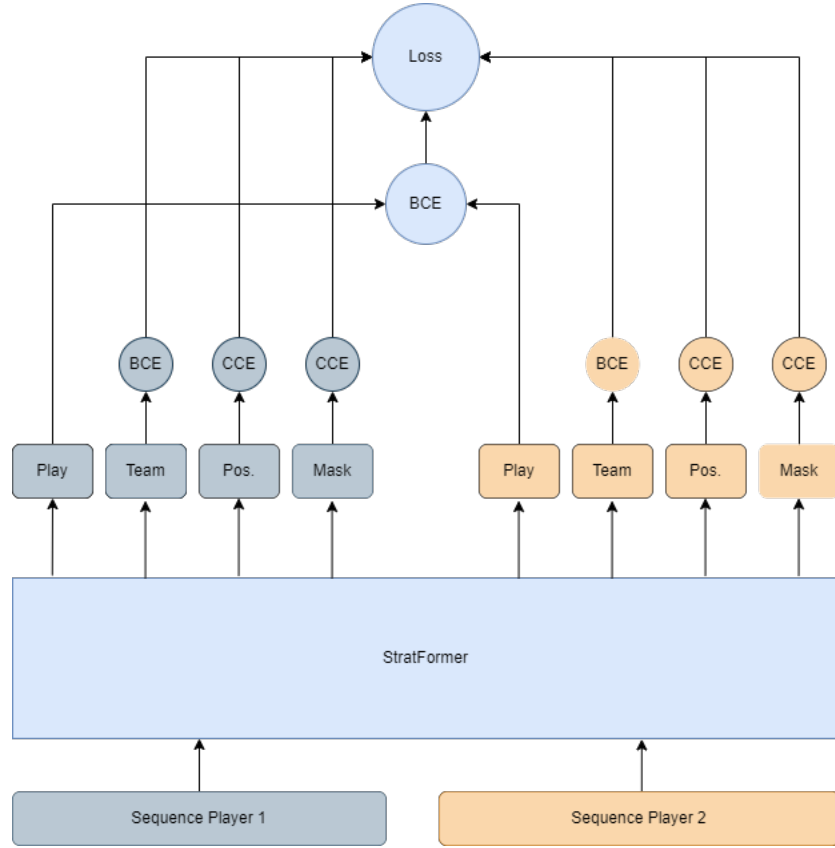 Loss
BCE
BCE
CCE
CCE
BCE
CCE
CCE
Play
Team
Pos.
Mask
Play
Team
Pos.
Mask
StratFormer
Sequence Player 1
Sequence Player 2